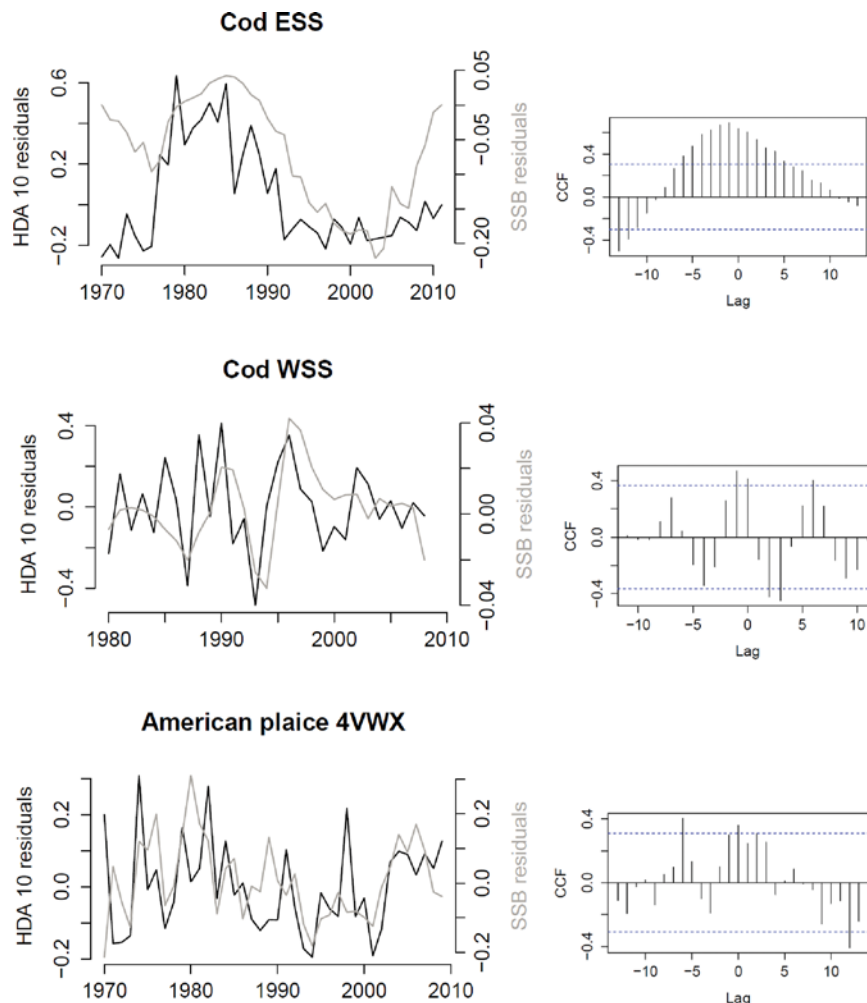 Cod ESS
HDA 10 residuals
0.6
0.2
−0.2
0.05
−0.05
−0.20
SSB residuals
1970 1980 1990 2000 2010
CCF
0.4
0.0
−0.4
−10 −5 0 5 10
Lag
Cod WSS
HDA 10 residuals
0.4
0.0
−0.4
0.04
0.00
−0.04
SSB residuals
1980 1990 2000 2010
CCF
0.4
0.0
−0.4
−10 −5 0 5 10
Lag
American plaice 4VWX
HDA 10 residuals
0.2
0.0
−0.2
0.2
0.0
−0.2
SSB residuals
1970 1980 1990 2000 2010
CCF
0.4
0.0
−0.4
−10 −5 0 5 10
Lag